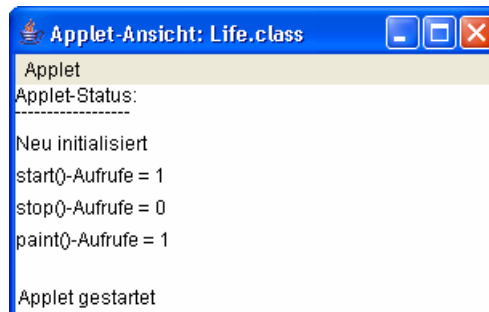 Applet-Ansicht: Life.class
Applet
Applet-Status:
-----------------
Neu initialisiert
start()-Aufrufe = 1
stop()-Aufrufe = 0
paint()-Aufrufe = 1
Applet gestartet